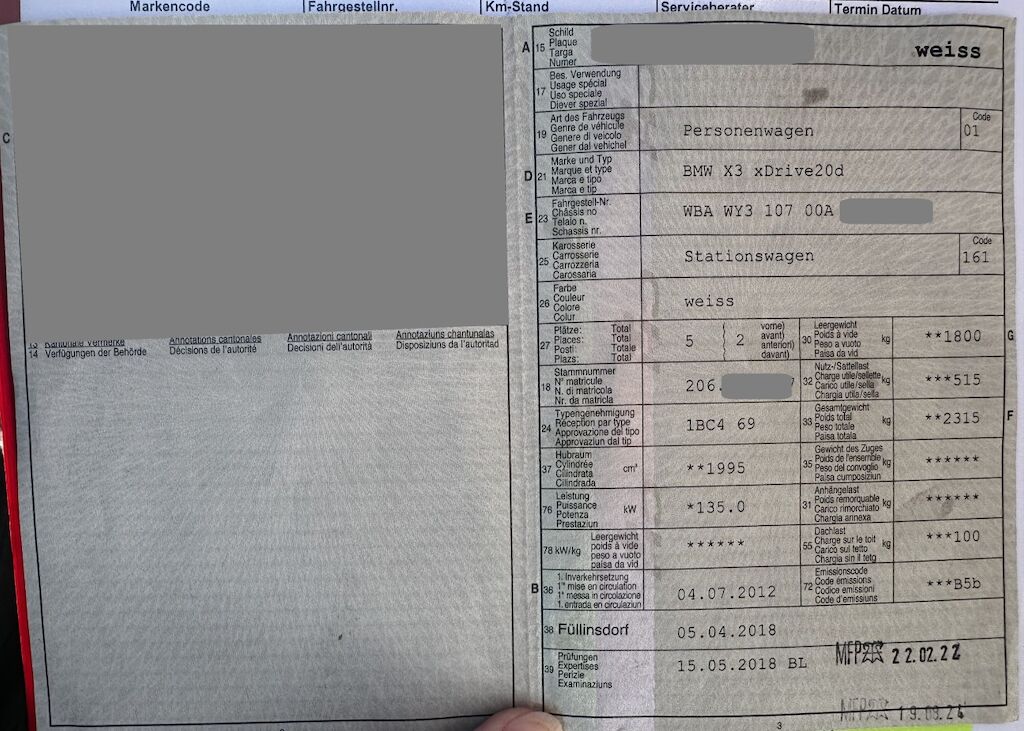 Markencode Fahrgestellnr. Km-Stand Serviceberater Termin Datum
C
13 Kantonale Vermerke Annotations cantonales Annotazioni cantonali Annotaziuns chantunalas
14 Verfügungen der Behörde Décisions de l'autorité Decisioni dell'autorità Disposiziuns da l'autoritad
A 15 Schild
Plaque
Targa
Numer
weiss
17 Bes. Verwendung
Usage spécial
Uso speciale
Diever spezial
19 Art des Fahrzeugs
Genre de véhicule
Genere di veicolo
Gener dal vehichel
Personenwagen
Code
01
D 21 Marke und Typ
Marque et type
Marca e tipo
Marca e tip
BMW X3 xDrive20d
E 23 Fahrgestell-Nr.
Châssis no
Telaio n.
Schassis nr.
WBA WY3 107 00A
25 Karosserie
Carrosserie
Carrozzeria
Carossaria
Stationswagen
Code
161
26 Farbe
Couleur
Colore
Colur
weiss
27 Plätze: Total
Places: Total
Posti: Totale
Plazs: Total
5 2
vorne)
avant)
anteriori)
davant)
30 Leergewicht
Poids à vide
Peso a vuoto
Paisa da vid
kg **1800 G
18 Stammnummer
N° matricule
N. di matricola
Nr. da matricla
206. 7
32 Nutz-/Sattellast
Charge utile/sellette
Carico utile/sella
Chargia utila/sella
kg ***515
24 Typengenehmigung
Réception par type
Approvazione del tipo
Approvaziun dal tip
1BC4 69
33 Gesamtgewicht
Poids total
Peso totale
Paisa totala
kg **2315 F
37 Hubraum
Cylindrée
Cilindrata
Cilindrada
cm³ **1995
35 Gewicht des Zuges
Poids de l'ensemble
Peso del convoglio
Paisa cumposiziun
kg ******
76 Leistung
Puissance
Potenza
Prestaziun
kW *135.0
31 Anhängelast
Poids remorquable
Carico rimorchiato
Chargia annexa
kg ******
78 kW/kg Leergewicht
poids à vide
peso a vuoto
paisa da vid
******
55 Dachlast
Charge sur le toit
Carico sul tetto
Chargia sin il tetg
kg ***100
B 36 1. Inverkehrsetzung
1re mise en circulation
1a messa in circolazione
1. entrada en circulaziun
04.07.2012
72 Emissionscode
Code émissions
Codice emissioni
Code d'emissiuns
***B5b
38 Füllinsdorf 05.04.2018
39 Prüfungen
Expertises
Perizie
Examinaziuns
15.05.2018 BL
22.02.22
3